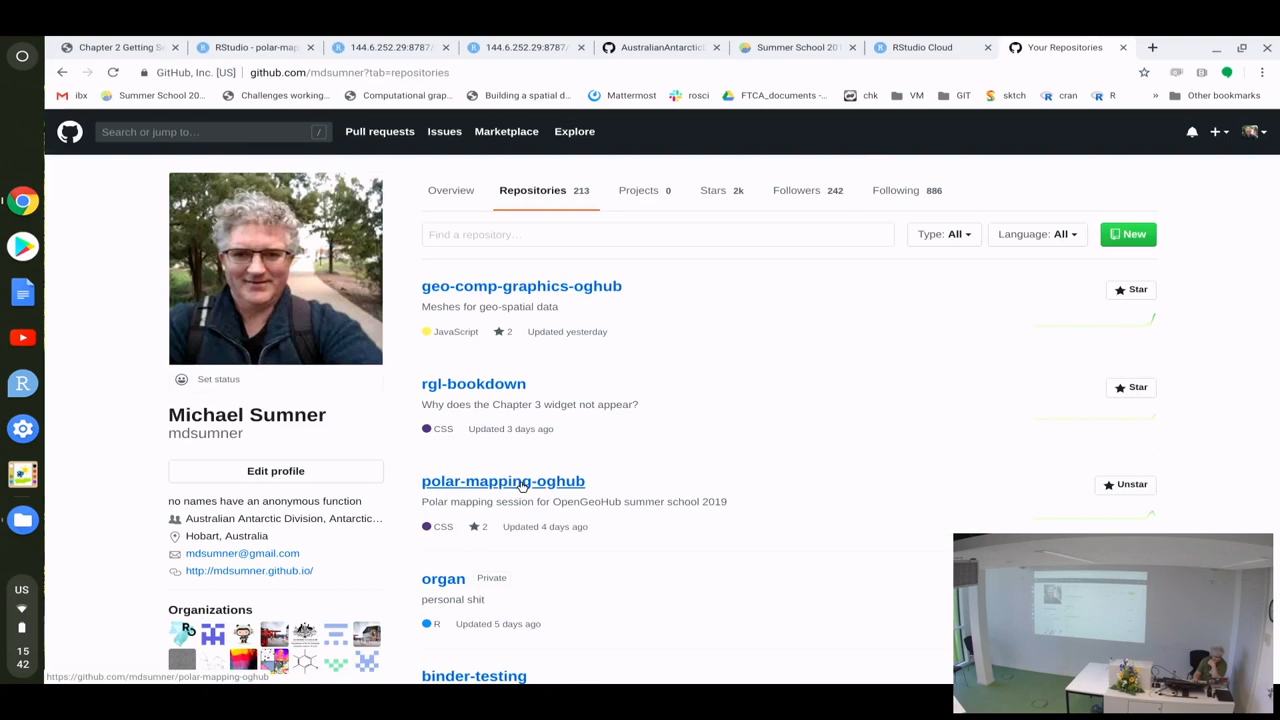 Chapter 2 Getting S
RStudio - polar-map
144.6.252.29:8787/
144.6.252.29:8787/
AustralianAntarctic
Summer School 201
RStudio Cloud
Your Repositories
GitHub, Inc. [US]
github.com/mdsumner?tab=repositories
ibx
Summer School 20...
Challenges working...
Computational grap...
Building a spatial d...
Mattermost
rosci
FTCA_documents -...
chk
VM
GIT
sktch
cran
R
»
Other bookmarks
Search or jump to...
/
Pull requests
Issues
Marketplace
Explore
Overview
Repositories 213
Projects 0
Stars 2k
Followers 242
Following 886
Find a repository...
Type: All
Language: All
New
geo-comp-graphics-oghub
Star
Meshes for geo-spatial data
JavaScript 2 Updated yesterday
Set status
rgl-bookdown
Star
Why does the Chapter 3 widget not appear?
CSS Updated 3 days ago
Michael Sumner
mdsumner
Edit profile
polar-mapping-oghub
Unstar
Polar mapping session for OpenGeoHub summer school 2019
CSS 2 Updated 4 days ago
no names have an anonymous function
Australian Antarctic Division, Antarctic...
Hobart, Australia
mdsumner@gmail.com
http://mdsumner.github.io/
organ Private
personal shit
R Updated 5 days ago
Organizations
binder-testing
https://github.com/mdsumner/polar-mapping-oghub
US
15
42